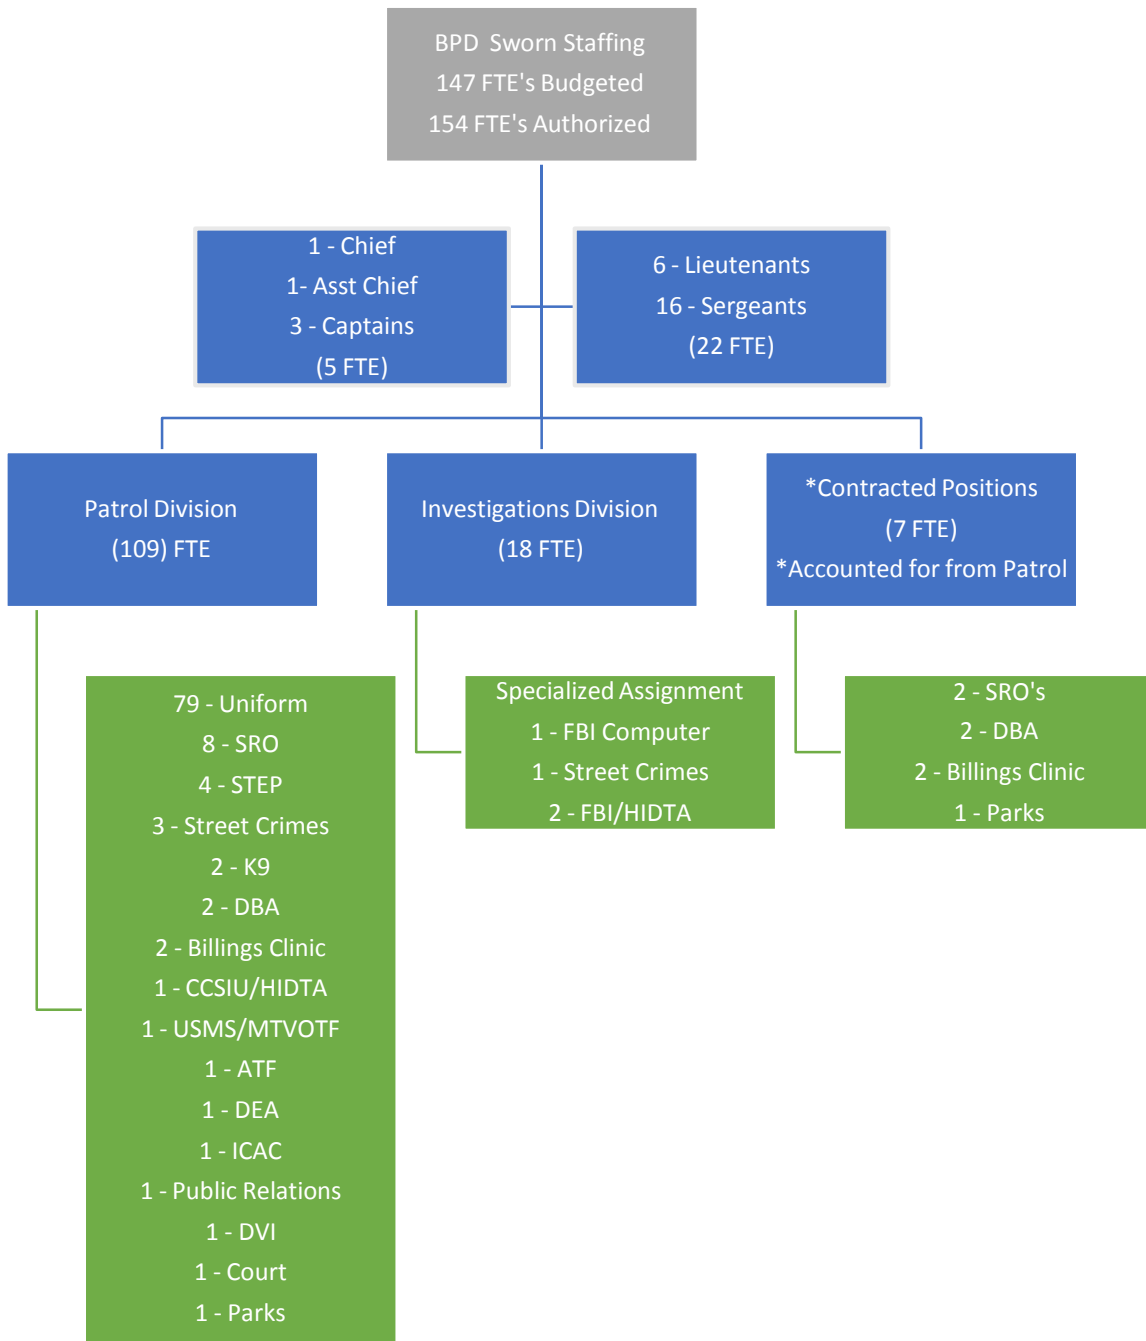 BPD Sworn Staffing
147 FTE's Budgeted
154 FTE's Authorized
1 - Chief
1- Asst Chief
3 - Captains
(5 FTE)
6 - Lieutenants
16 - Sergeants
(22 FTE)
Patrol Division
(109) FTE
Investigations Division
(18 FTE)
*Contracted Positions
(7 FTE)
*Accounted for from Patrol
79 - Uniform
8 - SRO
4 - STEP
3 - Street Crimes
2 - K9
2 - DBA
2 - Billings Clinic
1 - CCSIU/HIDTA
1 - USMS/MTVOTF
1 - ATF
1 - DEA
1 - ICAC
1 - Public Relations
1 - DVI
1 - Court
1 - Parks
Specialized Assignment
1 - FBI Computer
1 - Street Crimes
2 - FBI/HIDTA
2 - SRO's
2 - DBA
2 - Billings Clinic
1 - Parks